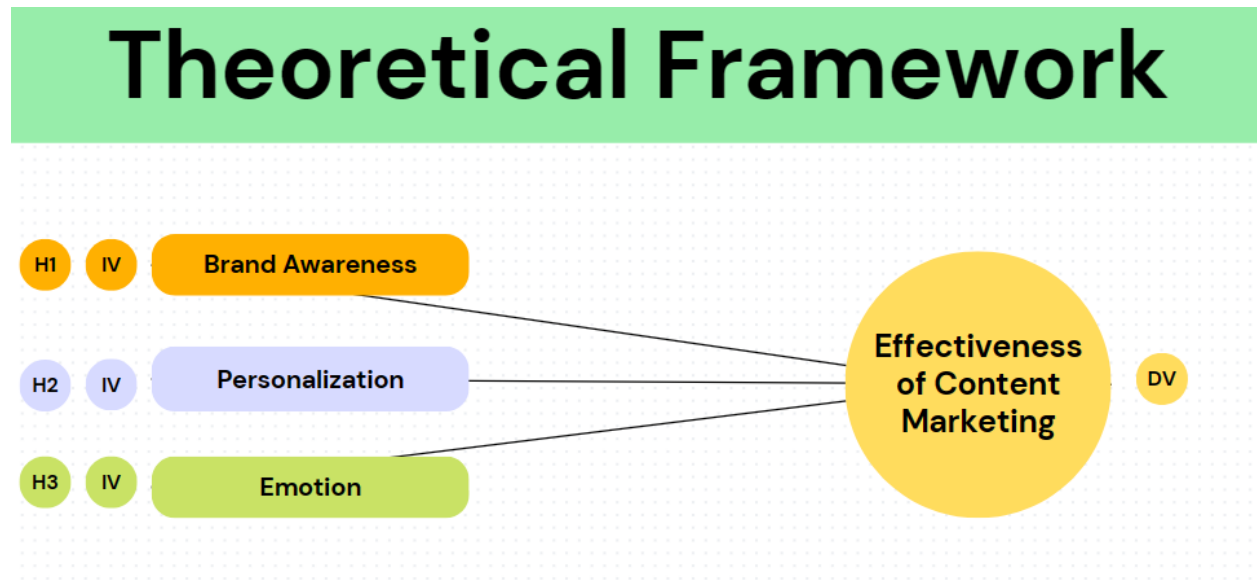 Theoretical Framework
H1 IV Brand Awareness
H2 IV Personalization
H3 IV Emotion
Effectiveness
of Content
Marketing
DV